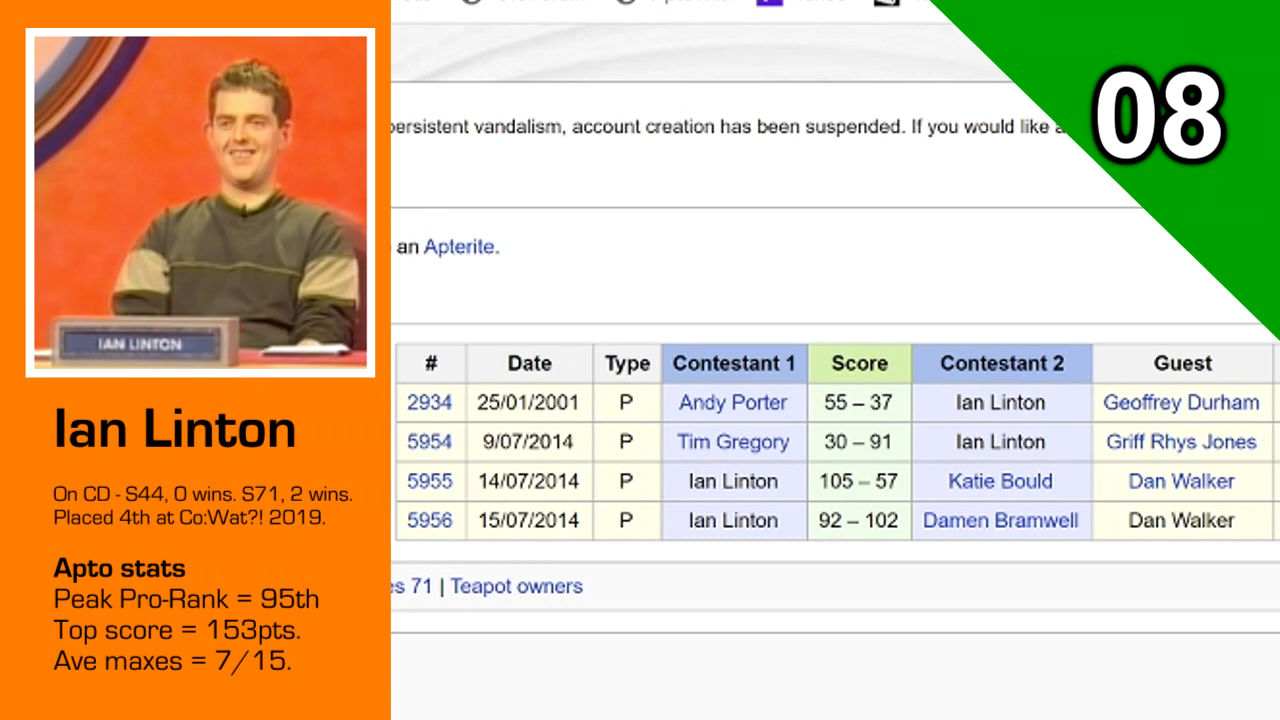 08
IAN LINTON
Ian Linton
On CD - S44, 0 wins. S71, 2 wins.
Placed 4th at Co:Wat?! 2019.
Apto stats
Peak Pro-Rank = 95th
Top score = 153pts.
Ave maxes = 7/15.
persistent vandalism, account creation has been suspended. If you would like a
an Apterite.
# Date Type Contestant 1 Score Contestant 2 Guest
2934 25/01/2001 P Andy Porter 55 – 37 Ian Linton Geoffrey Durham
5954 9/07/2014 P Tim Gregory 30 – 91 Ian Linton Griff Rhys Jones
5955 14/07/2014 P Ian Linton 105 – 57 Katie Bould Dan Walker
5956 15/07/2014 P Ian Linton 92 – 102 Damen Bramwell Dan Walker
es 71 | Teapot owners